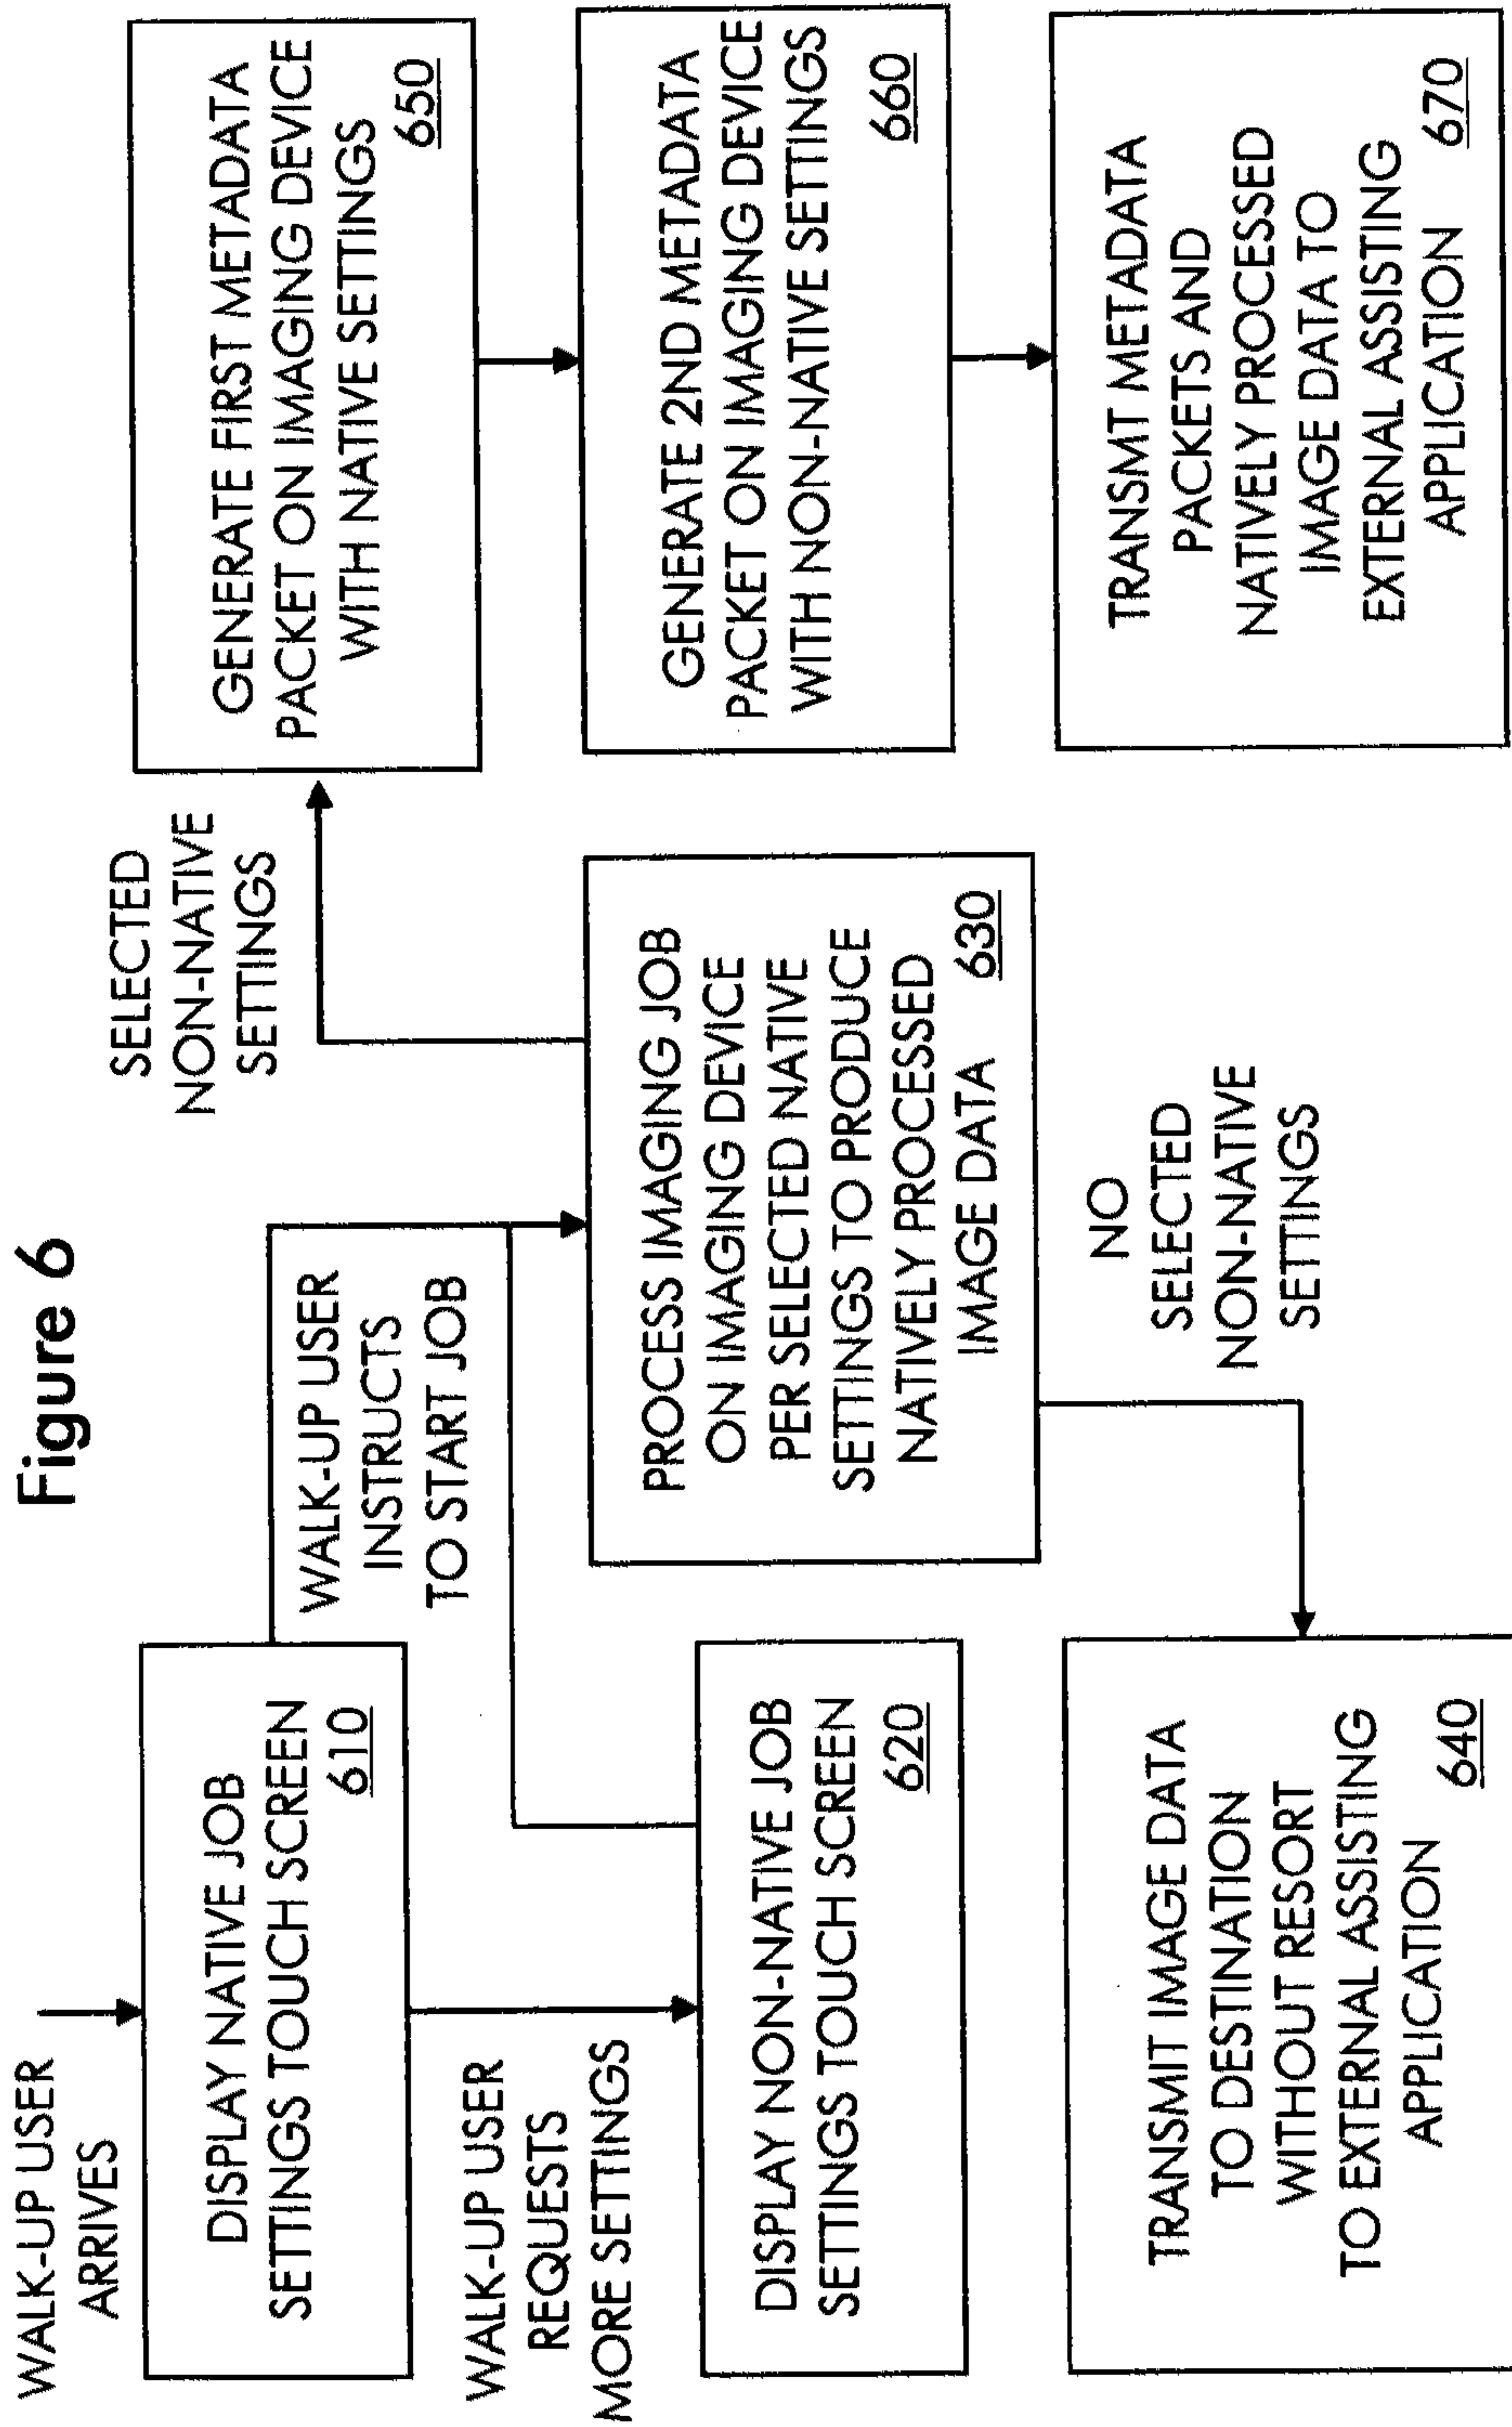 Figure 6
WALK-UP USER
ARRIVES
DISPLAY NATIVE JOB
SETTINGS TOUCH SCREEN
610
WALK-UP USER
REQUESTS
MORE SETTINGS
DISPLAY NON-NATIVE JOB
SETTINGS TOUCH SCREEN
620
WALK-UP USER
INSTRUCTS
TO START JOB
PROCESS IMAGING JOB
ON IMAGING DEVICE
PER SELECTED NATIVE
SETTINGS TO PRODUCE
NATIVELY PROCESSED
IMAGE DATA 630
NO
SELECTED
NON-NATIVE
SETTINGS
TRANSMIT IMAGE DATA
TO DESTINATION
WITHOUT RESORT
TO EXTERNAL ASSISTING
APPLICATION 640
SELECTED
NON-NATIVE
SETTINGS
GENERATE FIRST METADATA
PACKET ON IMAGING DEVICE
WITH NATIVE SETTINGS
650
GENERATE 2ND METADATA
PACKET ON IMAGING DEVICE
WITH NON-NATIVE SETTINGS
660
TRANSMT METADATA
PACKETS AND
NATIVELY PROCESSED
IMAGE DATA TO
EXTERNAL ASSISTING
APPLICATION 670